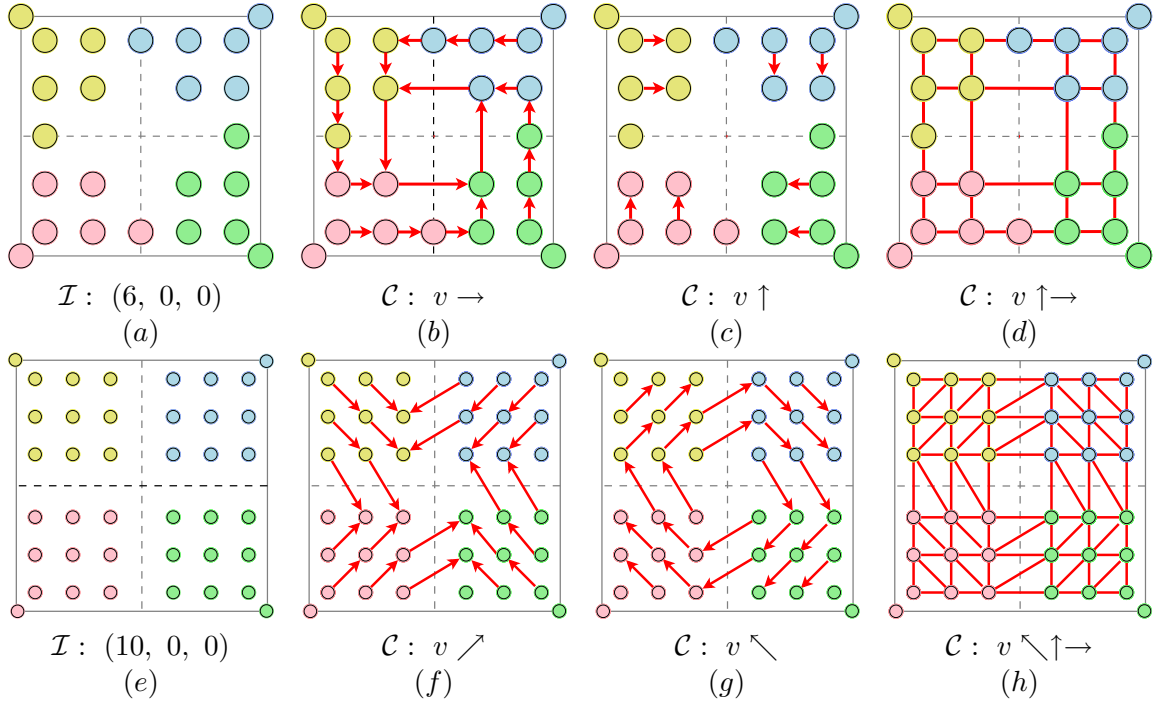 𝓘 : (6, 0, 0)
𝒞 : v →
𝒞 : v ↑
𝒞 : v ↑→
(a)
(b)
(c)
(d)
𝓘 : (10, 0, 0)
𝒞 : v ↗
𝒞 : v ↖
𝒞 : v ↖↑→
(e)
(f)
(g)
(h)